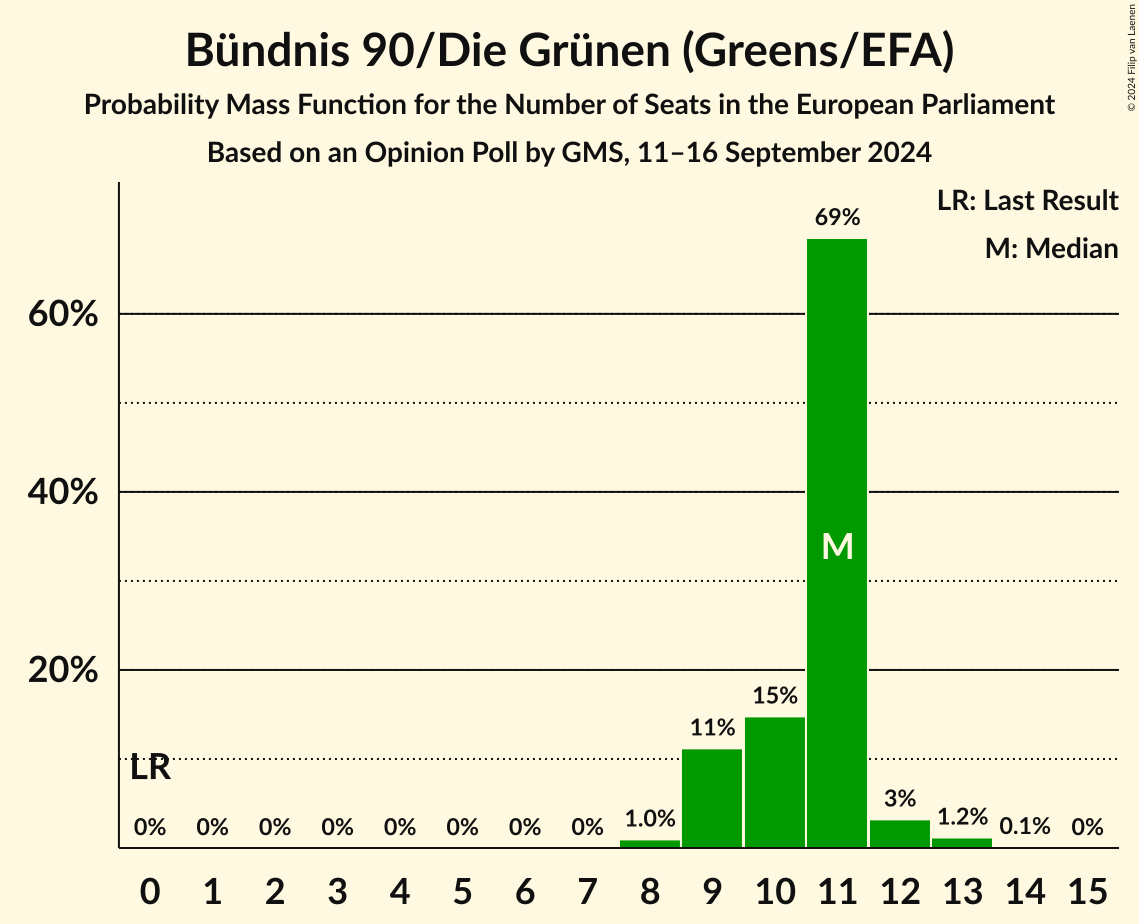 Bündnis 90/Die Grünen (Greens/EFA)
Probability Mass Function for the Number of Seats in the European Parliament
Based on an Opinion Poll by GMS, 11–16 September 2024
© 2024 Filip van Laenen
LR: Last Result
M: Median
69%
60%
40%
M
20%
15%
11%
LR
3%
0% 0% 0% 0% 0% 0% 0% 0% 1.0% 1.2% 0.1% 0%
0 1 2 3 4 5 6 7 8 9 10 11 12 13 14 15